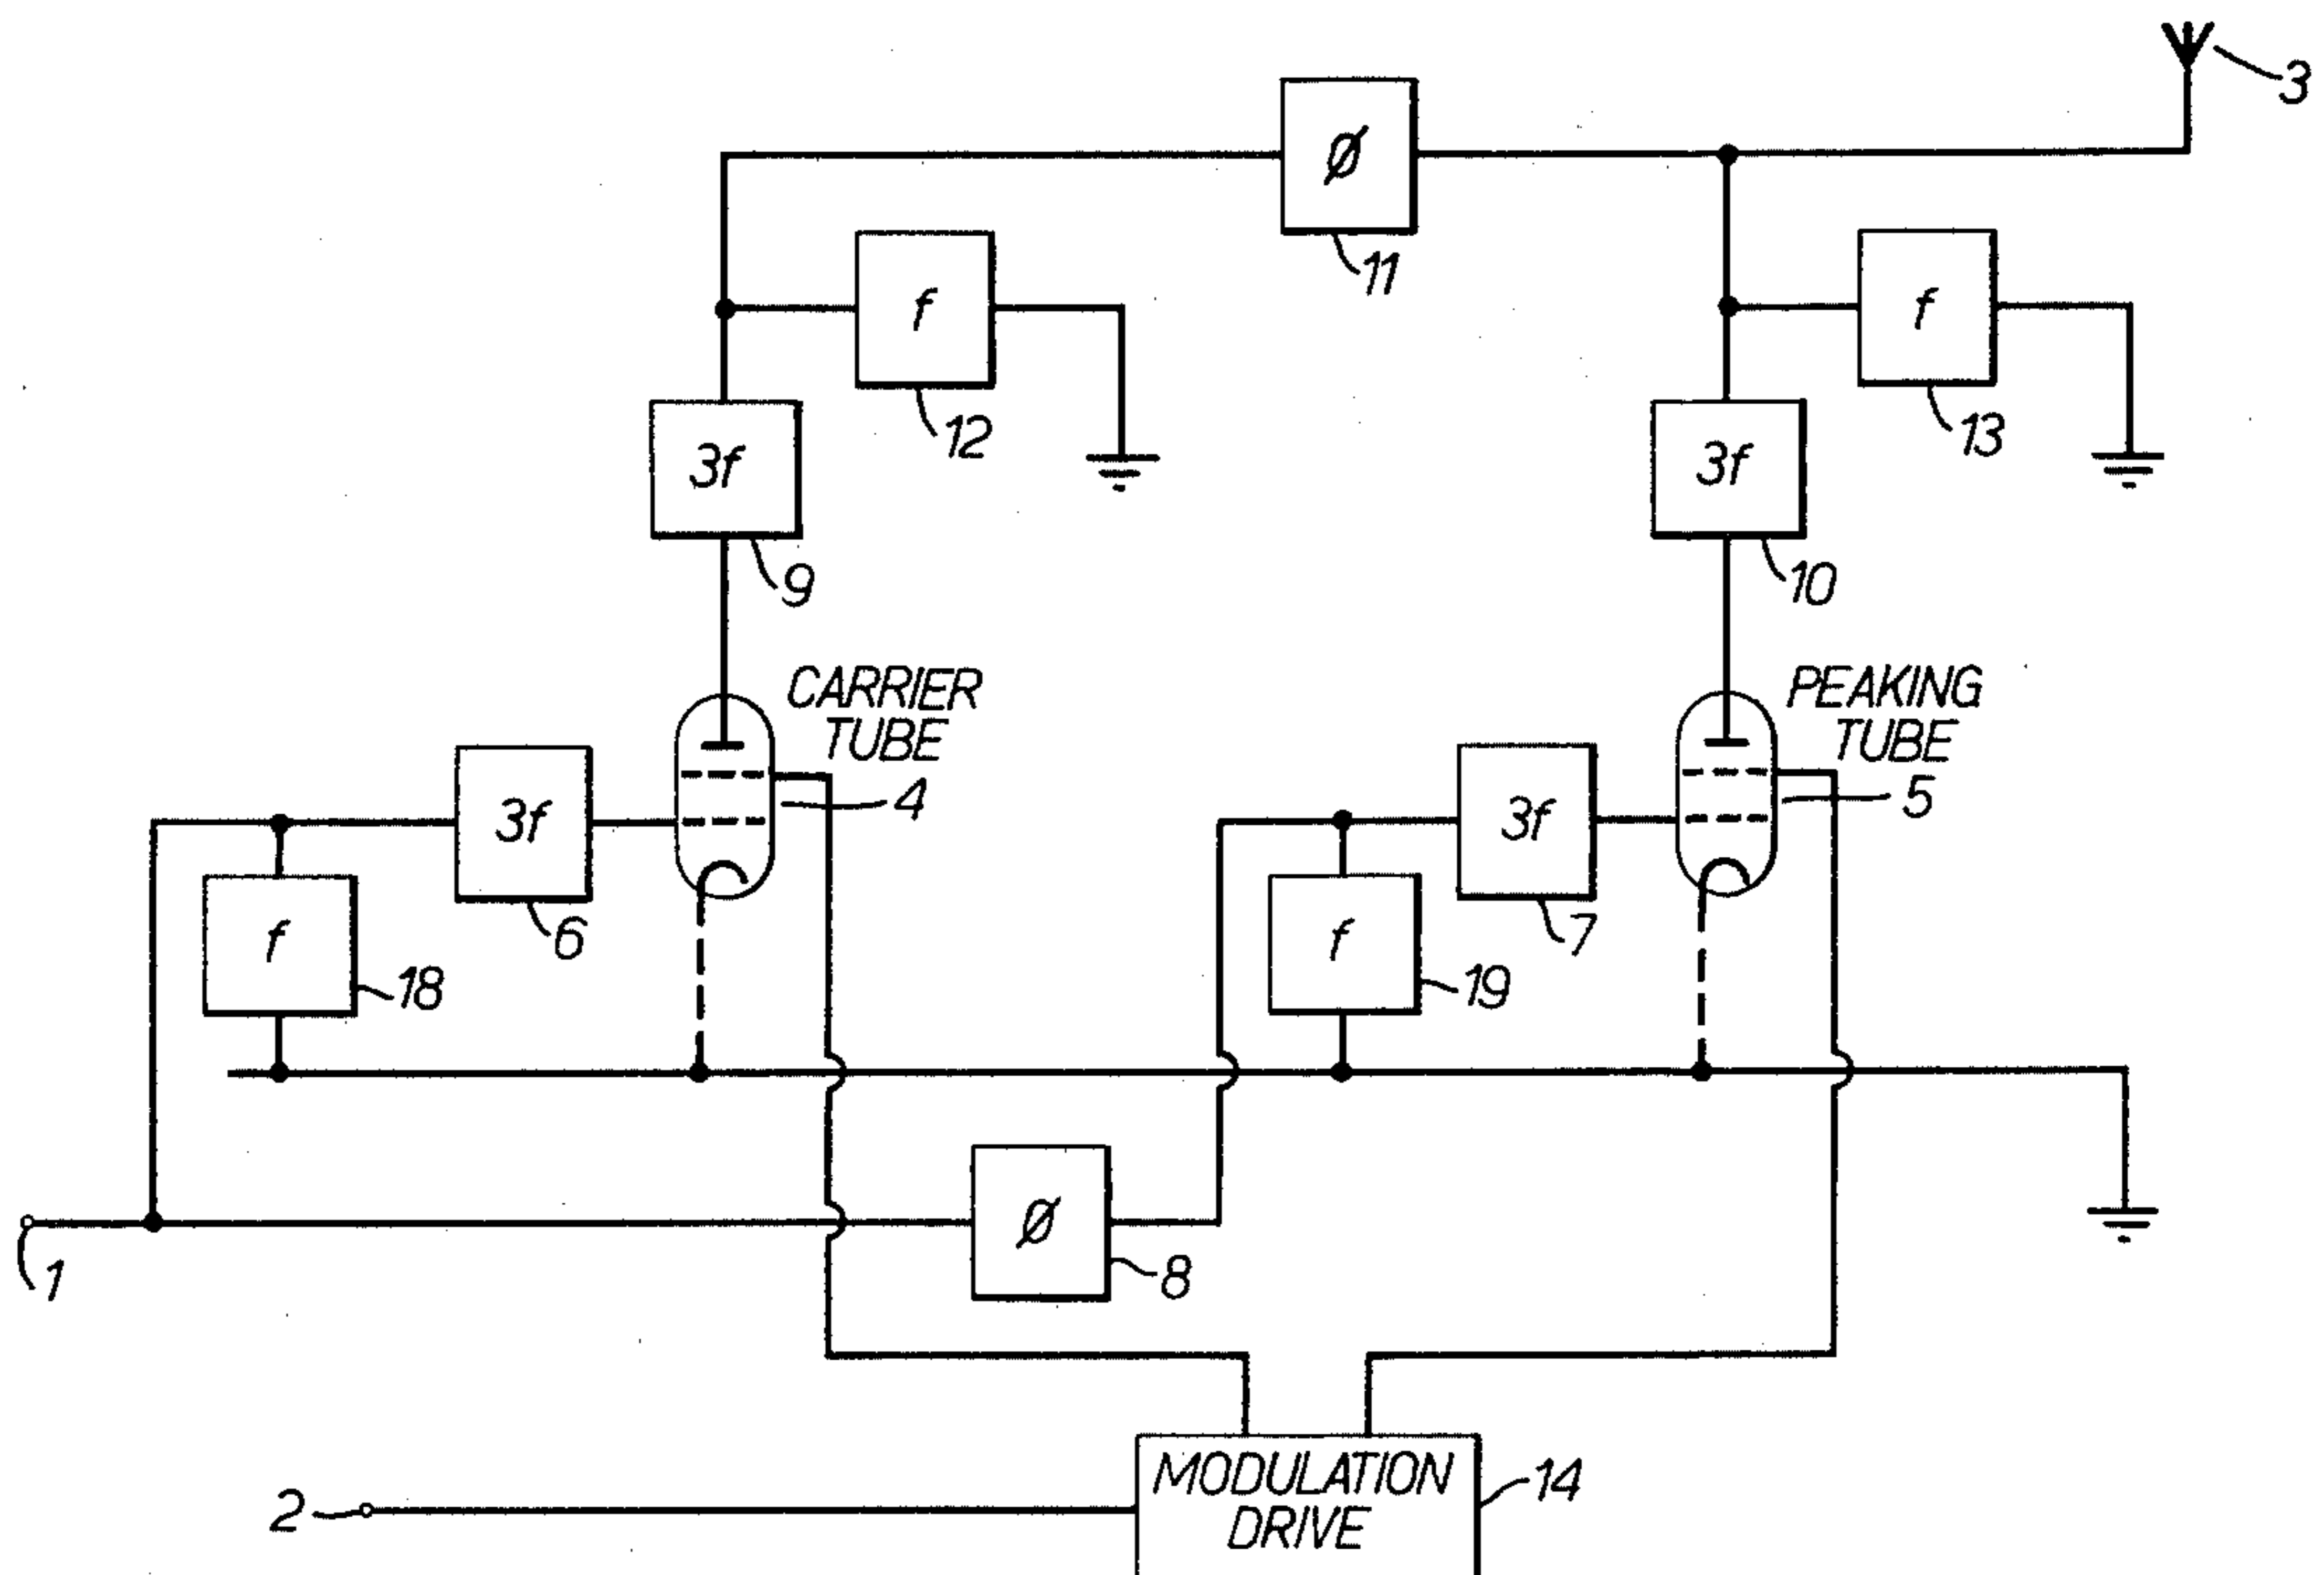 3
Ø
11
f
12
f
13
3f
9
3f
10
CARRIER
TUBE
4
PEAKING
TUBE
5
3f
6
3f
7
f
18
f
19
Ø
8
1
MODULATION
DRIVE
14
2